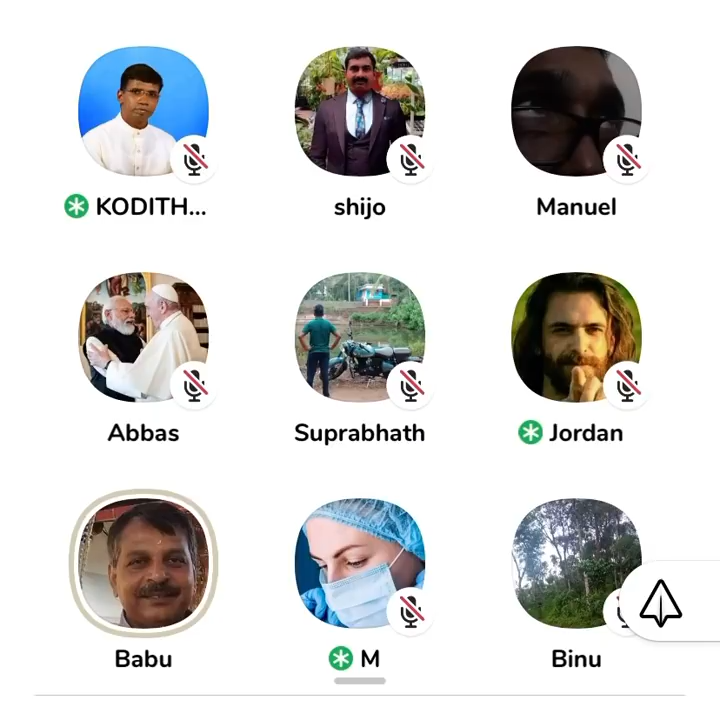 KODITH...
shijo
Manuel
Abbas
Suprabhath
Jordan
Babu
M
Binu